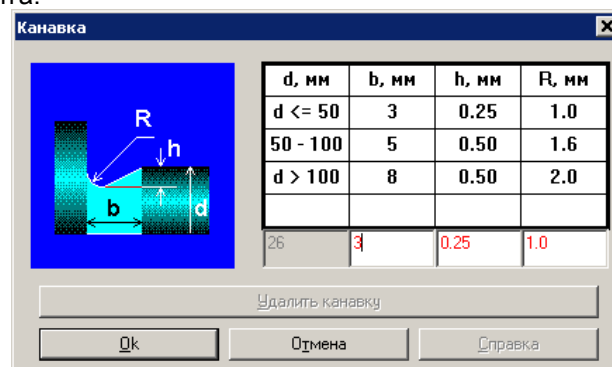 та.
Канавка
R
h
b
d
d, мм b, мм h, мм R, мм
d <= 50 3 0.25 1.0
50 - 100 5 0.50 1.6
d > 100 8 0.50 2.0
26 3 0.25 1.0
Удалить канавку
Ok Отмена Справка